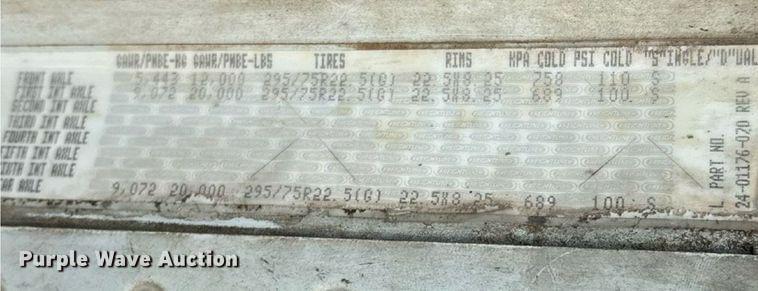 GAWR/PNBE-KG GAWR/PNBE-LBS TIRES RIMS KPA COLD PSI COLD "S"INGLE/"D"UAL
FRONT AXLE 5,443 12,000 295/75R22.5(G) 22.5X8.25 758 110 S
FIRST INT AXLE 9,072 20,000 295/75R22.5(G) 22.5X8.25 689 100 S
SECOND INT AXLE
THIRD INT AXLE
FOURTH INT AXLE
FIFTH INT AXLE
INT AXLE
AXLE 9,072 20,000 295/75R22.5(G) 22.5X8.25 689 100 S
L PART NO.
24-01176-020 REV A
Purple Wave Auction